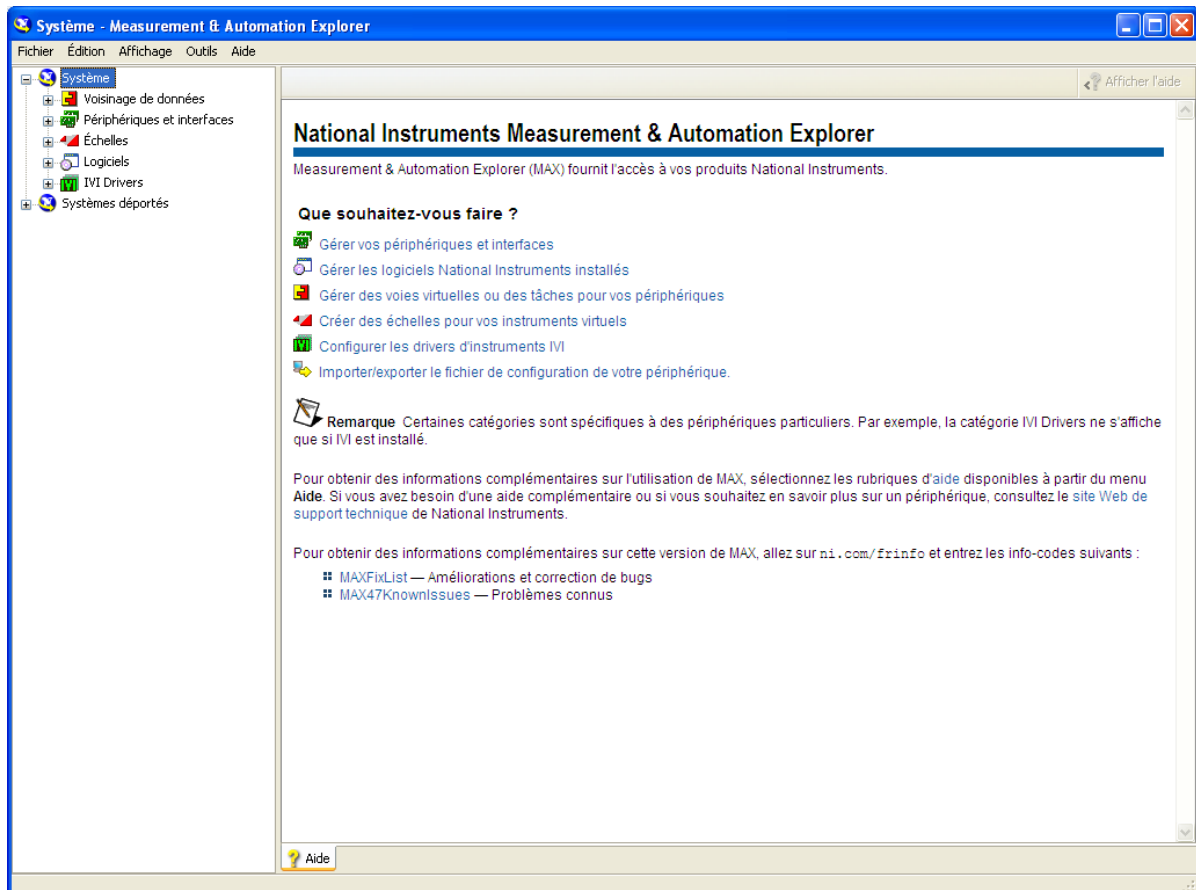 Système - Measurement & Automation Explorer
Fichier Édition Affichage Outils Aide
Système
Voisinage de données
Périphériques et interfaces
Échelles
Logiciels
IVI Drivers
Systèmes déportés
Afficher l'aide
National Instruments Measurement & Automation Explorer
Measurement & Automation Explorer (MAX) fournit l'accès à vos produits National Instruments.
Que souhaitez-vous faire ?
Gérer vos périphériques et interfaces
Gérer les logiciels National Instruments installés
Gérer des voies virtuelles ou des tâches pour vos périphériques
Créer des échelles pour vos instruments virtuels
IVI Configurer les drivers d'instruments IVI
Importer/exporter le fichier de configuration de votre périphérique.
Remarque Certaines catégories sont spécifiques à des périphériques particuliers. Par exemple, la catégorie IVI Drivers ne s'affiche
que si IVI est installé.
Pour obtenir des informations complémentaires sur l'utilisation de MAX, sélectionnez les rubriques d'aide disponibles à partir du menu
Aide. Si vous avez besoin d'une aide complémentaire ou si vous souhaitez en savoir plus sur un périphérique, consultez le site Web de
support technique de National Instruments.
Pour obtenir des informations complémentaires sur cette version de MAX, allez sur ni.com/frinfo et entrez les info-codes suivants :
MAXFixList — Améliorations et correction de bugs
MAX47KnownIssues — Problèmes connus
Aide